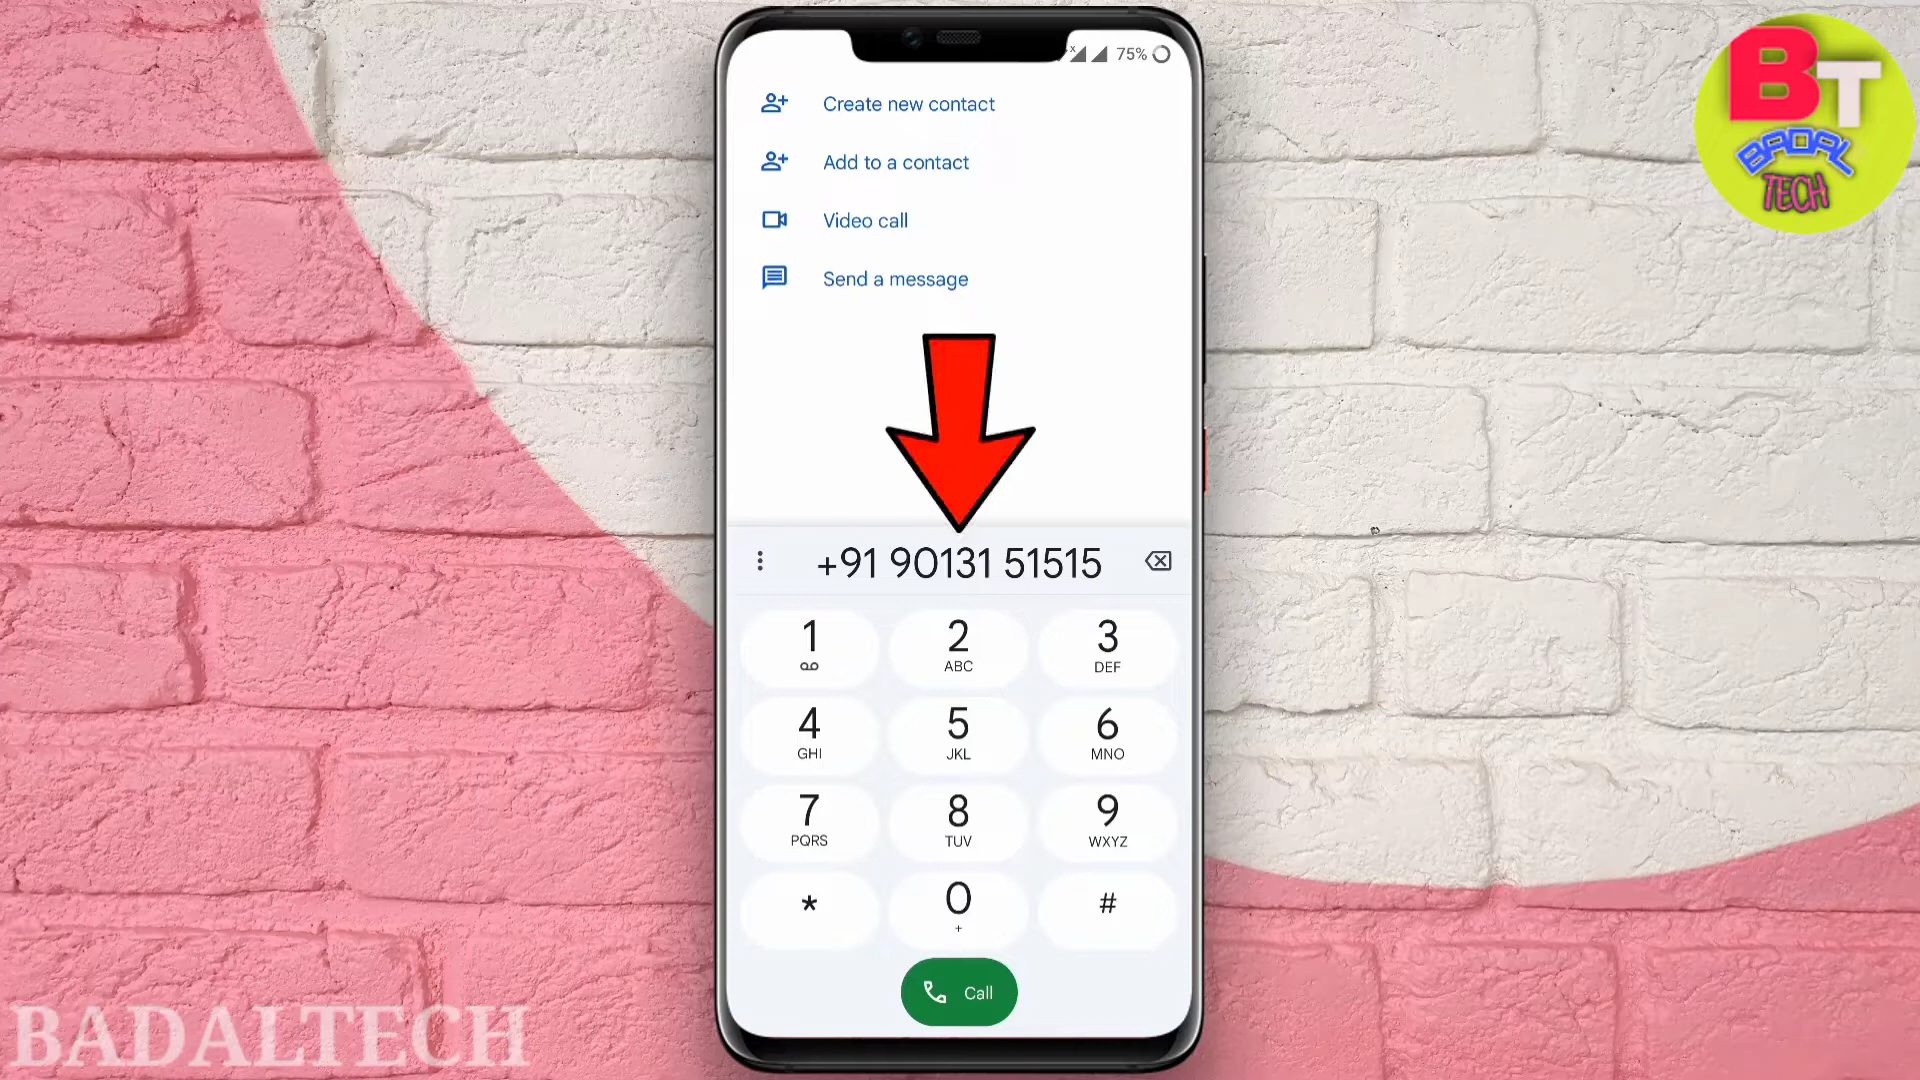 75%
BT
BADAL
TECH
Create new contact
Add to a contact
Video call
Send a message
+91 90131 51515
1
2
ABC
3
DEF
4
GHI
5
JKL
6
MNO
7
PQRS
8
TUV
9
WXYZ
*
0
+
#
Call
BADALTECH